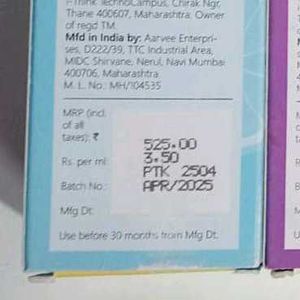 i-Think TechnoCampus, Chirak Ngr,
Thane 400607, Maharashtra. Owner
of regd TM.
Mfd in India by: Aarvee Enterpri-
ses, D222/39, TTC Industrial Area,
MIDC Shirvane, Nerul, Navi Mumbai
400706, Maharashtra.
M. L. No.: MH/104535
MRP (incl.
of all
taxes): ₹ 525.00
Rs. per ml: 3.50
Batch No.: PTK 2504
Mfg Dt. APR/2025
Use before 30 months from Mfg Dt.